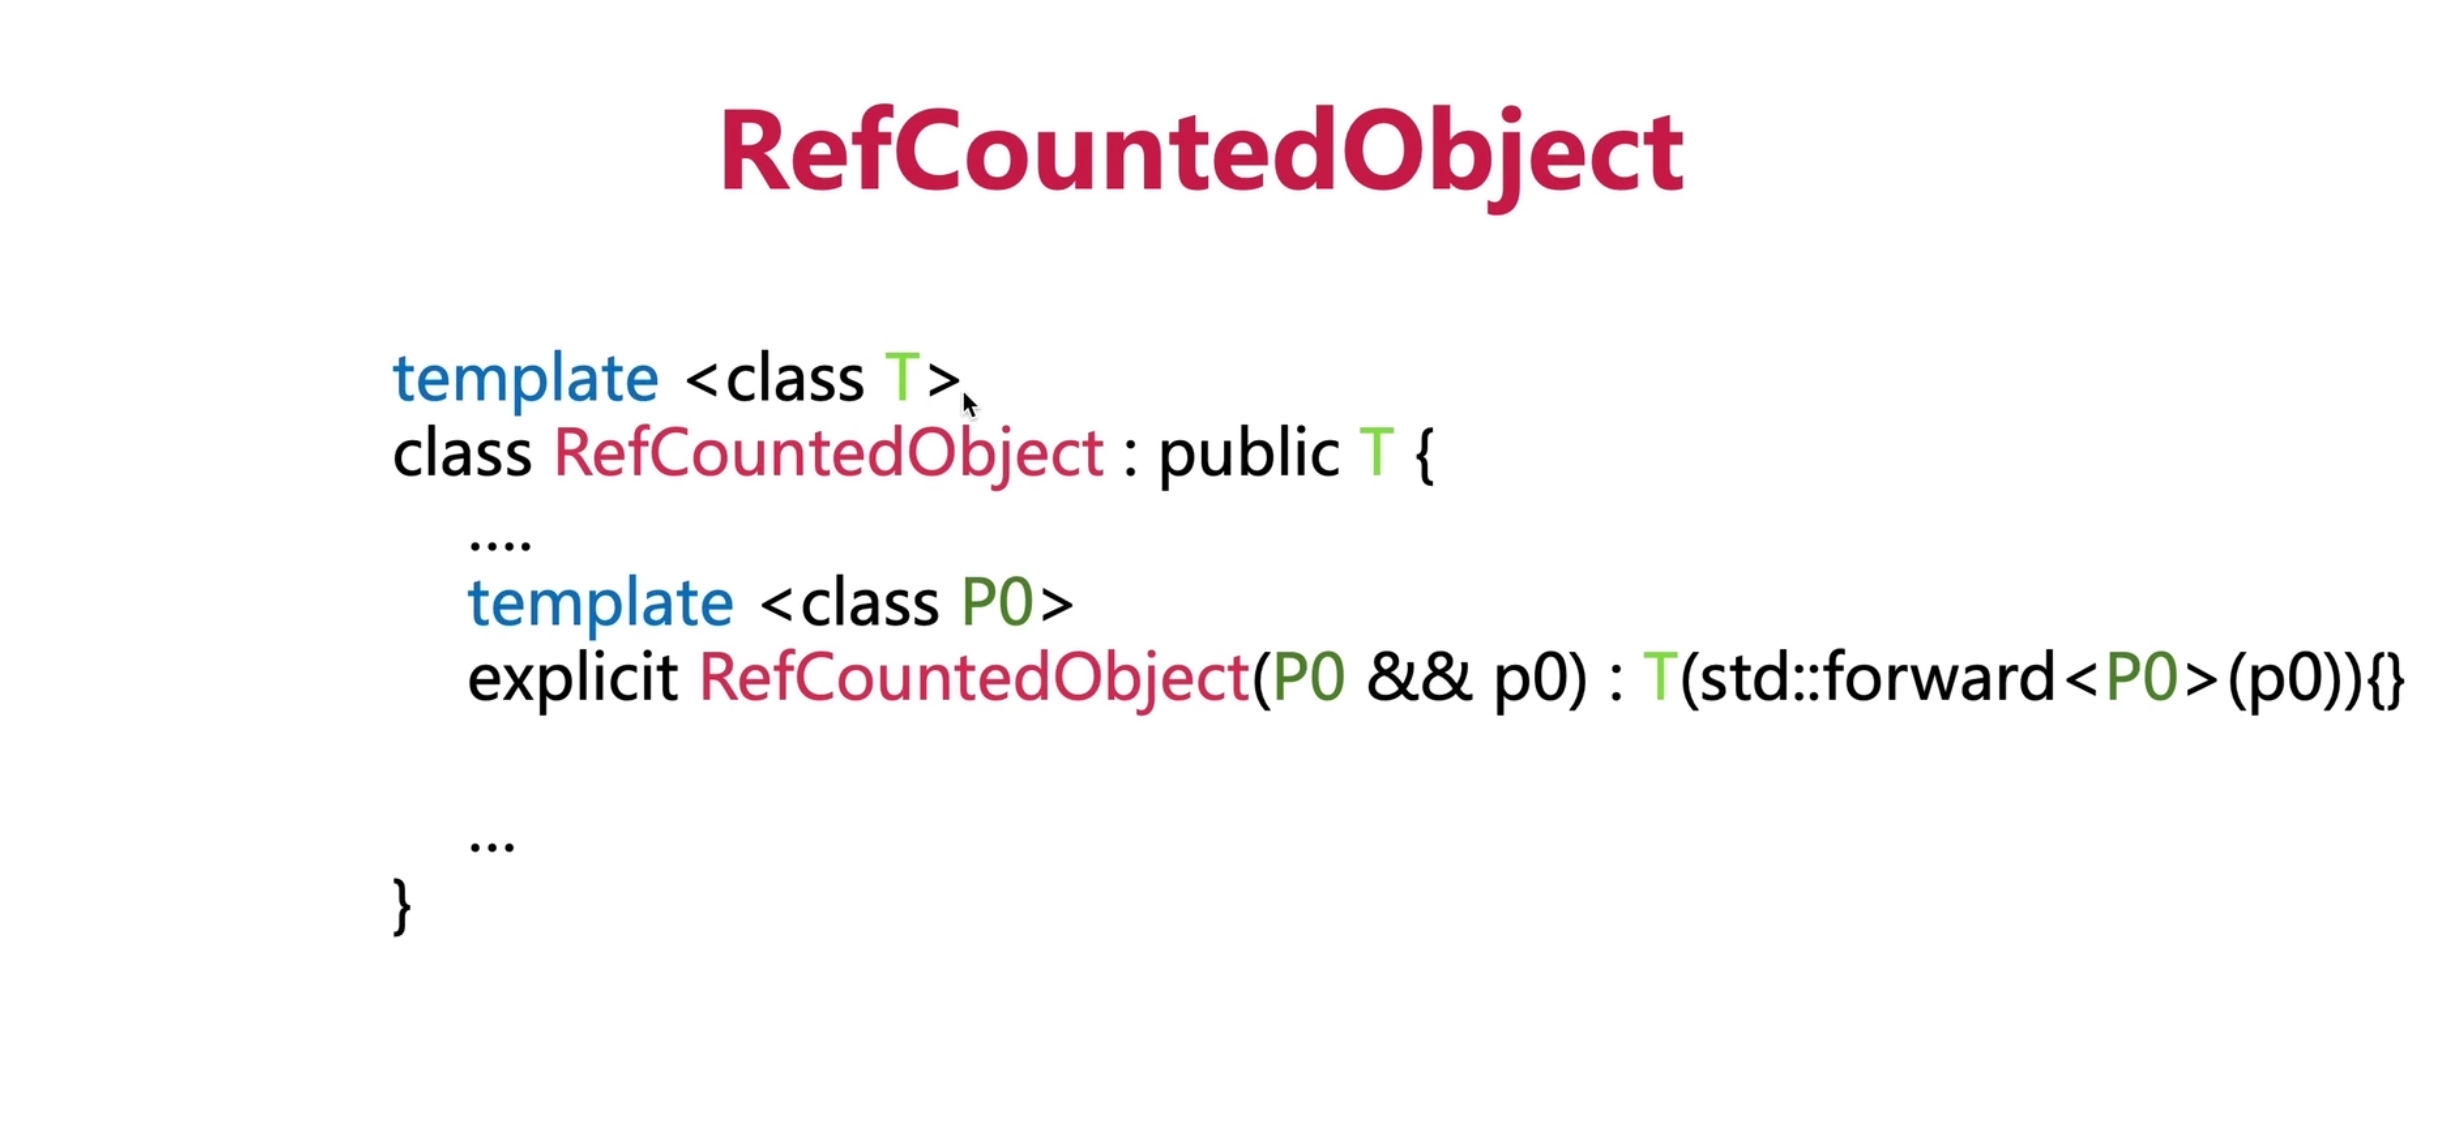 RefCountedObject
template <class T>
class RefCountedObject : public T {
....
template <class P0>
explicit RefCountedObject(P0 && p0) : T(std::forward<P0>(p0)){}
...
}